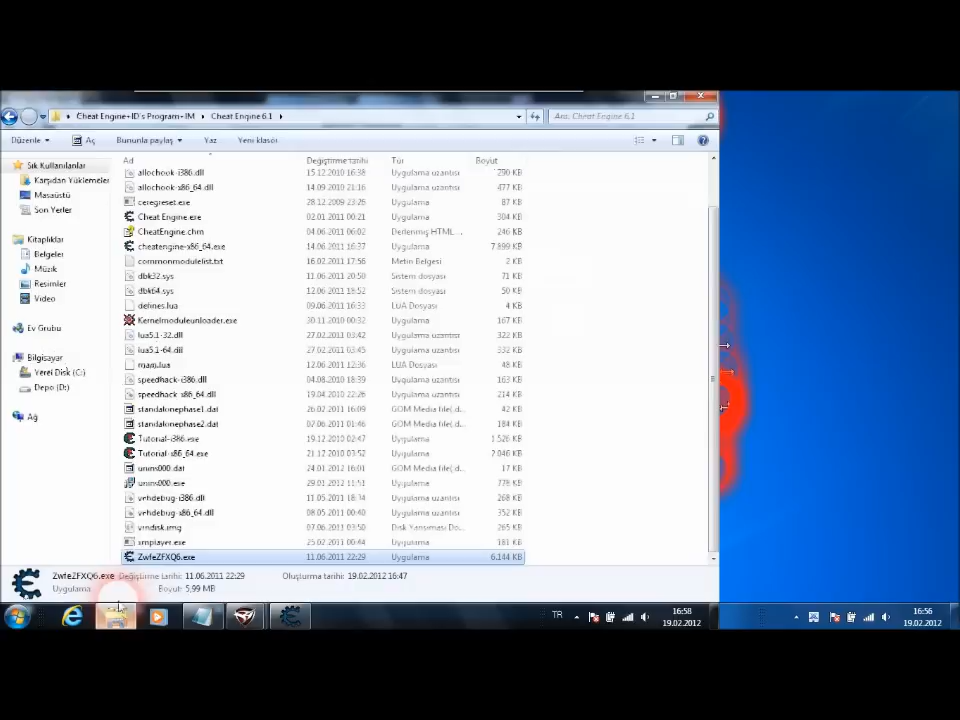 Cheat Engine+ID's Program+IM ▸ Cheat Engine 6.1 ▸
Ara: Cheat Engine 6.1
Düzenle Aç Bununla paylaş Yaz Yeni klasör
Sık Kullanılanlar
Karşıdan Yüklemeler
Masaüstü
Son Yerler
Kitaplıklar
Belgeler
Müzik
Resimler
Video
Ev Grubu
Bilgisayar
Yerel Disk (C:)
Depo (D:)
Ağ
Ad Değiştirme tarihi Tür Boyut
allochook-i386.dll 15.12.2010 16:38 Uygulama uzantısı 290 KB
allochook-x86_64.dll 14.09.2010 21:16 Uygulama uzantısı 477 KB
ceregreset.exe 28.12.2009 23:26 Uygulama 87 KB
Cheat Engine.exe 02.01.2011 00:21 Uygulama 304 KB
CheatEngine.chm 04.06.2011 06:02 Derlenmiş HTML ... 246 KB
cheatengine-x86_64.exe 14.06.2011 16:37 Uygulama 7.899 KB
commonmodulelist.txt 16.02.2011 17:56 Metin Belgesi 2 KB
dbk32.sys 11.06.2011 20:50 Sistem dosyası 71 KB
dbk64.sys 12.06.2011 18:52 Sistem dosyası 50 KB
defines.lua 09.06.2011 16:33 LUA Dosyası 4 KB
Kernelmoduleunloader.exe 20.11.2010 00:32 Uygulama 167 KB
lua5.1-32.dll 27.02.2011 03:42 Uygulama uzantısı 322 KB
lua5.1-64.dll 27.02.2011 03:45 Uygulama uzantısı 332 KB
main.lua 12.06.2011 12:36 LUA Dosyası 48 KB
speedhack-i386.dll 04.08.2010 18:39 Uygulama uzantısı 163 KB
speedhack-x86_64.dll 19.04.2010 22:26 Uygulama uzantısı 214 KB
standalonephase1.dat 26.02.2011 16:09 GOM Media file(.d... 42 KB
standalonephase2.dat 07.06.2011 01:46 GOM Media file(.d... 184 KB
Tutorial-i386.exe 19.12.2010 02:47 Uygulama 1.526 KB
Tutorial-x86_64.exe 21.12.2010 03:52 Uygulama 2.046 KB
unins000.dat 24.01.2012 16:01 GOM Media file(.d... 17 KB
unins000.exe 29.01.2012 11:51 Uygulama 778 KB
vehdebug-i386.dll 11.05.2011 18:34 Uygulama uzantısı 268 KB
vehdebug-x86_64.dll 08.05.2011 00:40 Uygulama uzantısı 352 KB
vmdisk.img 07.06.2011 03:50 Disk Yansıması Do... 265 KB
xmplayer.exe 25.02.2011 00:44 Uygulama 181 KB
ZwfeZFXQ6.exe 11.06.2011 22:29 Uygulama 6.144 KB
ZwfeZFXQ6.exe Değiştirme tarihi: 11.06.2011 22:29 Oluşturma tarihi: 19.02.2012 16:47
Uygulama Boyut: 5,99 MB
TR
16:58
19.02.2012
16:56
19.02.2012